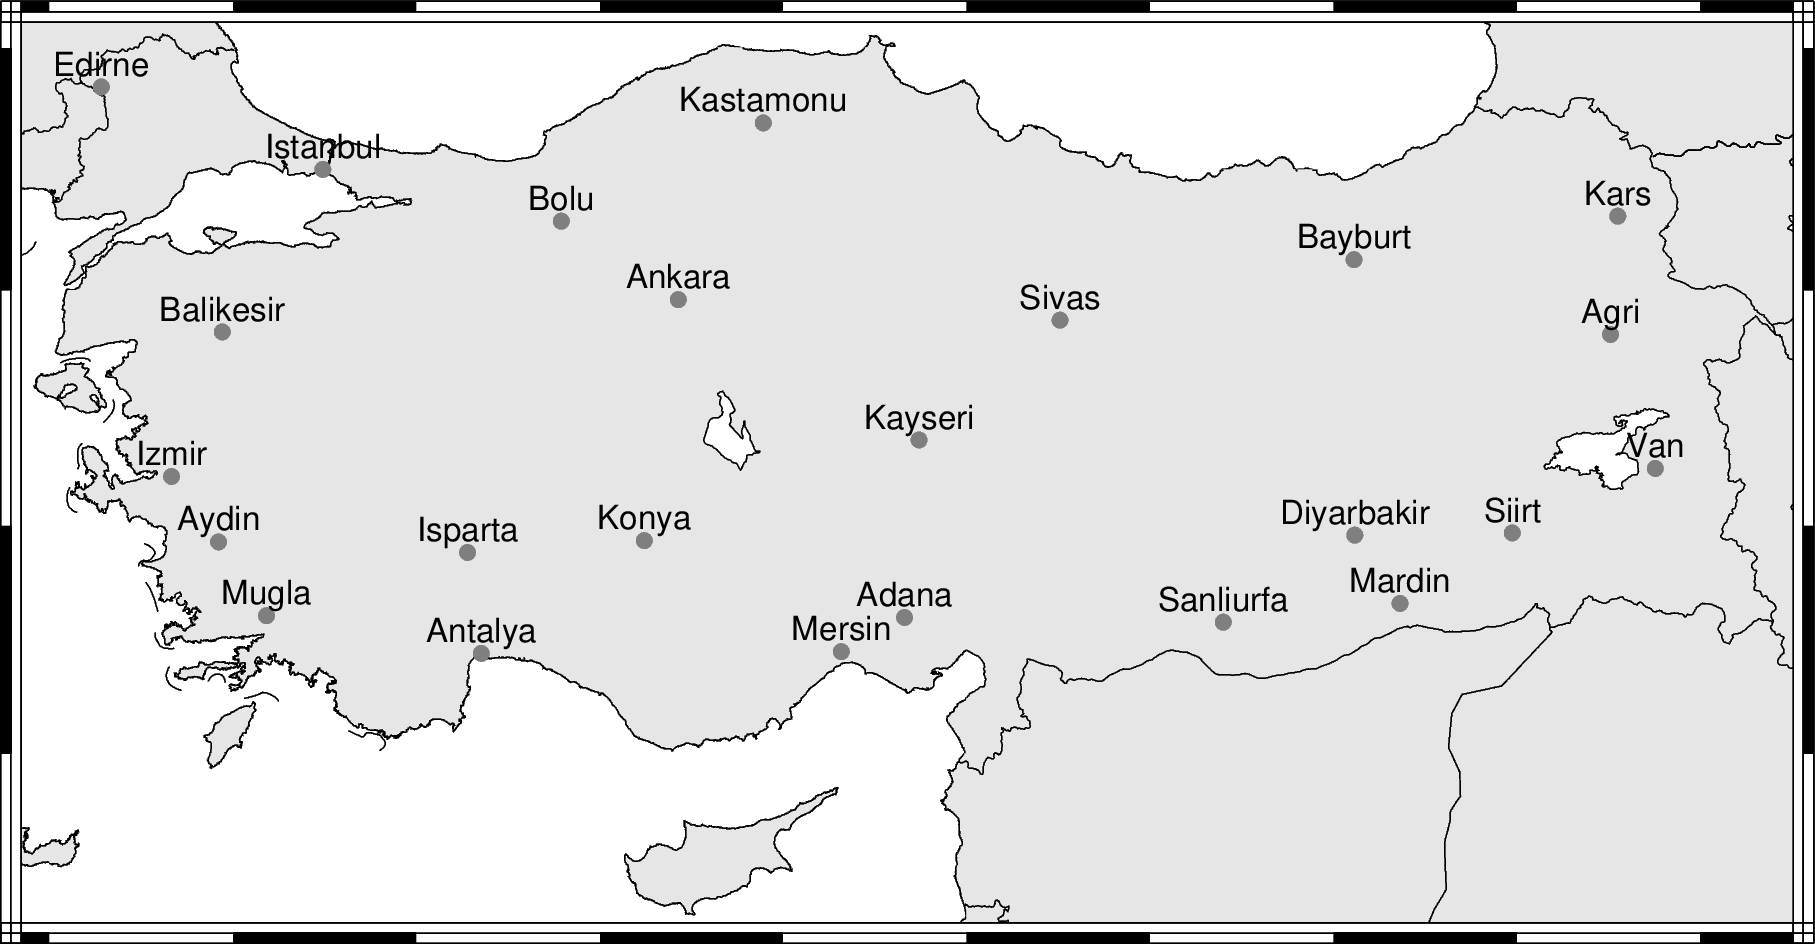 Edirne
Kastamonu
Istanbul
Bolu
Kars
Bayburt
Ankara
Sivas
Balikesir
Agri
Kayseri
Van
Izmir
Diyarbakir
Siirt
Aydin
Konya
Isparta
Mardin
Mugla
Adana
Sanliurfa
Mersin
Antalya